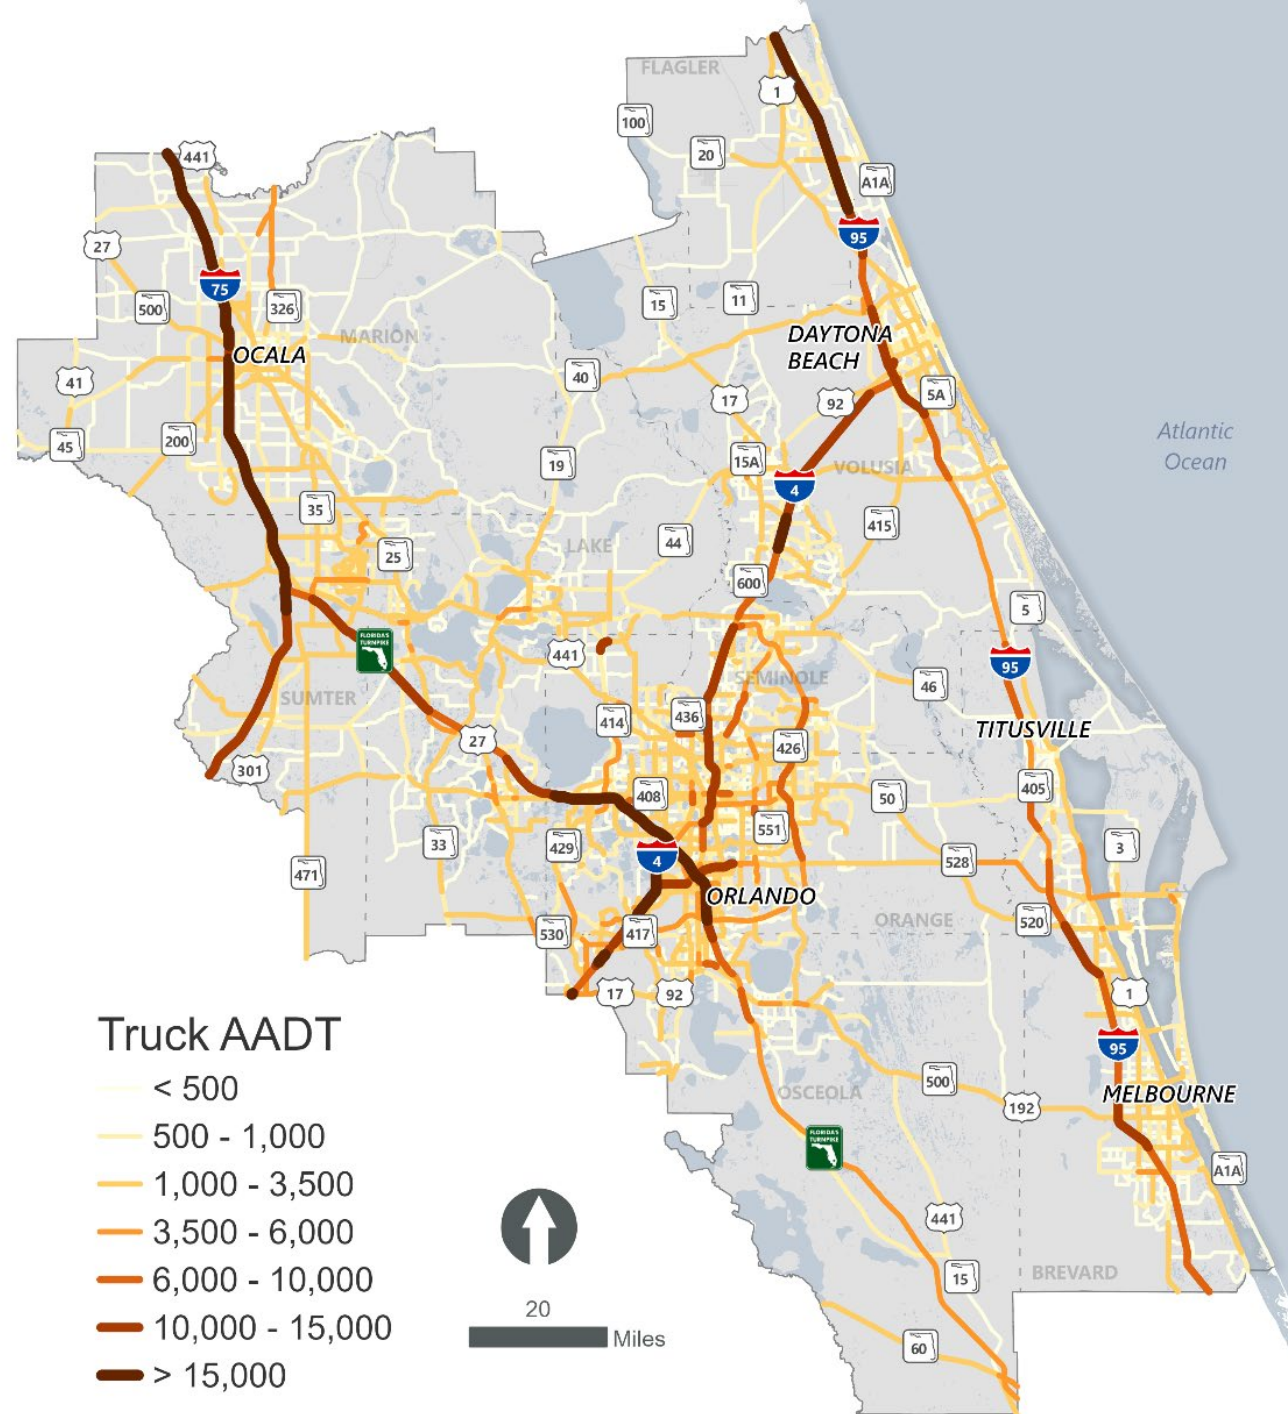 FLAGLER
1
100
441
20
A1A
27
95
75
500
326
15
11
MARION
DAYTONA
BEACH
OCALA
41
40
17
92
5A
Atlantic
Ocean
45
200
19
15A
VOLUSIA
4
35
415
25
LAKE
44
600
5
FLORIDA'S
TURNPIKE
441
95
46
SEMINOLE
SUMTER
414
436
TITUSVILLE
27
426
301
408
50
405
551
33
429
4
528
3
471
ORLANDO
530
417
ORANGE
520
17
92
1
Truck AADT
< 500
500 - 1,000
1,000 - 3,500
3,500 - 6,000
6,000 - 10,000
10,000 - 15,000
> 15,000
95
500
OSCEOLA
192
MELBOURNE
FLORIDA'S
TURNPIKE
A1A
441
15
BREVARD
20
Miles
60